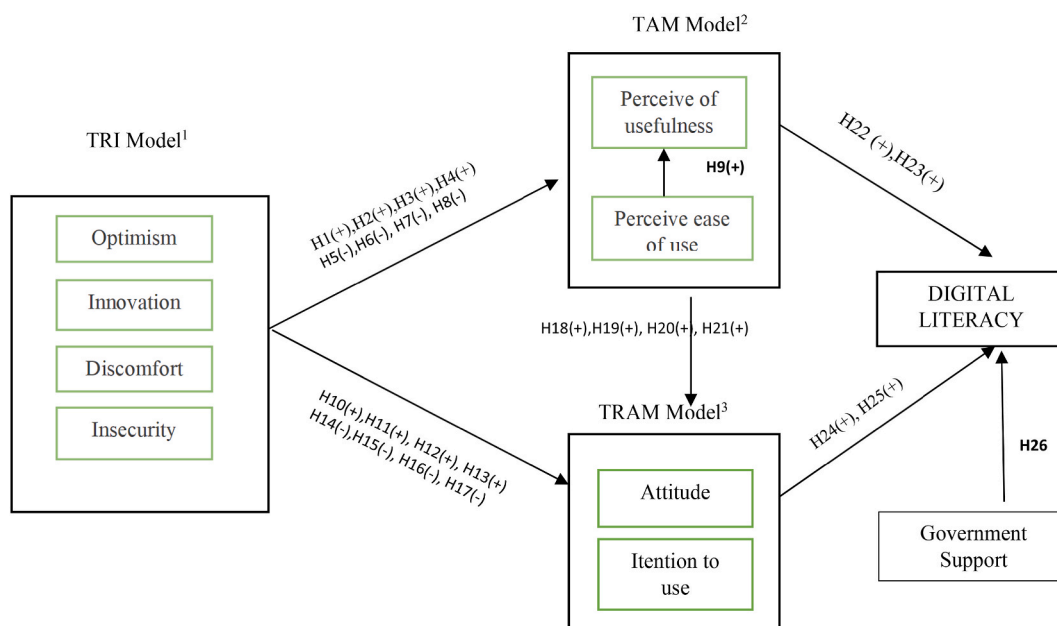 TAM Model²
Perceive of
usefulness
H9(+)
Perceive ease
of use
TRI Model¹
Optimism
Innovation
Discomfort
Insecurity
H1(+),H2(+),H3(+),H4(+)
H5(-),H6(-), H7(-), H8(-)
H22 (+),H23(+)
H18(+),H19(+), H20(+), H21(+)
DIGITAL
LITERACY
H10(+),H11(+), H12(+), H13(+)
H14(-),H15(-), H16(-), H17(-)
TRAM Model³
Attitude
Itention to
use
H24(+), H25(+)
H26
Government
Support